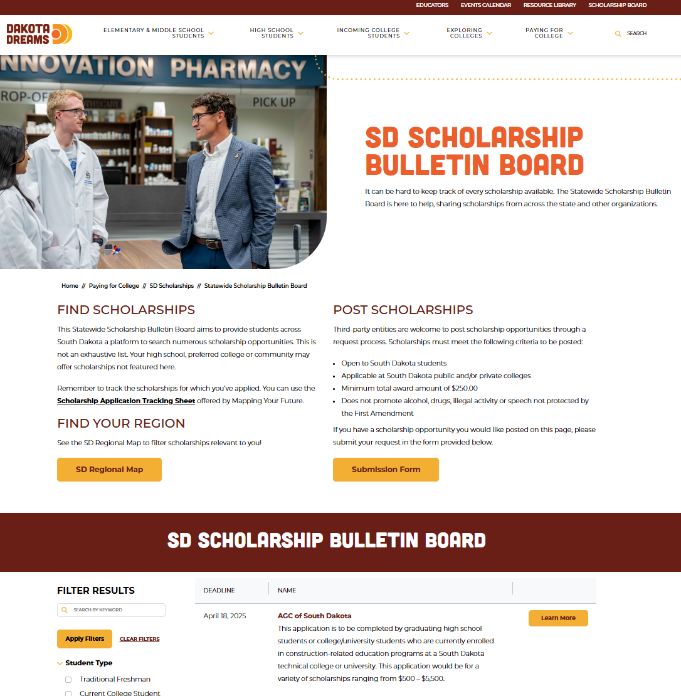 EDUCATORS EVENTS CALENDAR RESOURCE LIBRARY SCHOLARSHIP BOARD
DAKOTA
DREAMS
ELEMENTARY & MIDDLE SCHOOL
STUDENTS
HIGH SCHOOL
STUDENTS
INCOMING COLLEGE
STUDENTS
EXPLORING
COLLEGES
PAYING FOR
COLLEGE
SEARCH
NNOVATION PHARMACY
ROP-OF
PICK UP
SD SCHOLARSHIP
BULLETIN BOARD
It can be hard to keep track of every scholarship available. The Statewide Scholarship Bulletin
Board is here to help, sharing scholarships from across the state and other organizations.
Home // Paying for College // SD Scholarships // Statewide Scholarship Bulletin Board
FIND SCHOLARSHIPS
This Statewide Scholarship Bulletin Board aims to provide students across
South Dakota a platform to search numerous scholarship opportunities. This is
not an exhaustive list. Your high school, preferred college or community may
offer scholarships not featured here.
Remember to track the scholarships for which you've applied. You can use the
Scholarship Application Tracking Sheet offered by Mapping Your Future.
FIND YOUR REGION
See the SD Regional Map to filter scholarships relevant to you!
SD Regional Map
POST SCHOLARSHIPS
Third-party entities are welcome to post scholarship opportunities through a
request process. Scholarships must meet the following criteria to be posted:
• Open to South Dakota students
• Applicable at South Dakota public and/or private colleges
• Minimum total award amount of $250.00
• Does not promote alcohol, drugs, illegal activity or speech not protected by
the First Amendment
If you have a scholarship opportunity you would like posted on this page, please
submit your request in the form provided below.
Submission Form
SD SCHOLARSHIP BULLETIN BOARD
FILTER RESULTS
SEARCH BY KEYWORD
Apply Filters CLEAR FILTERS
Student Type
Traditional Freshman
Current College Student
DEADLINE NAME
April 18, 2025 AGC of South Dakota
This application is to be completed by graduating high school
students or college/university students who are currently enrolled
in construction-related education programs at a South Dakota
technical college or university. This application would be for a
variety of scholarships ranging from $500 – $5,500.
Learn More